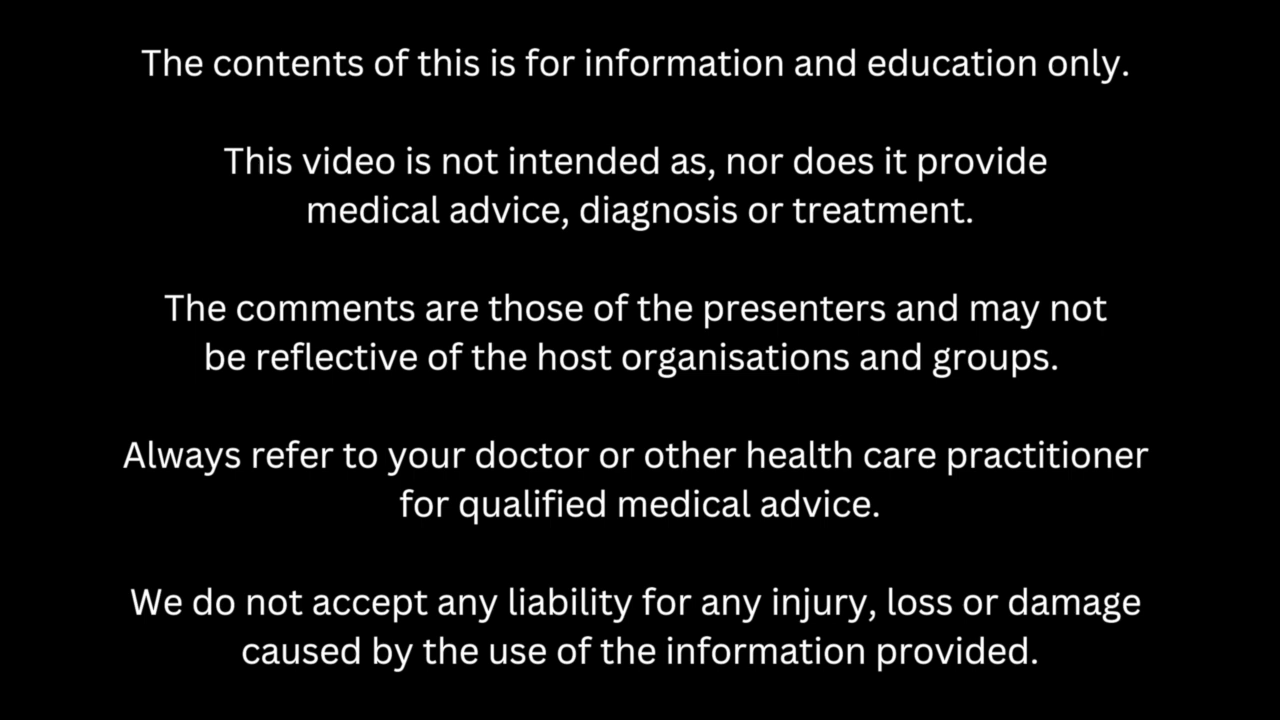 The contents of this is for information and education only.
This video is not intended as, nor does it provide
medical advice, diagnosis or treatment.
The comments are those of the presenters and may not
be reflective of the host organisations and groups.
Always refer to your doctor or other health care practitioner
for qualified medical advice.
We do not accept any liability for any injury, loss or damage
caused by the use of the information provided.